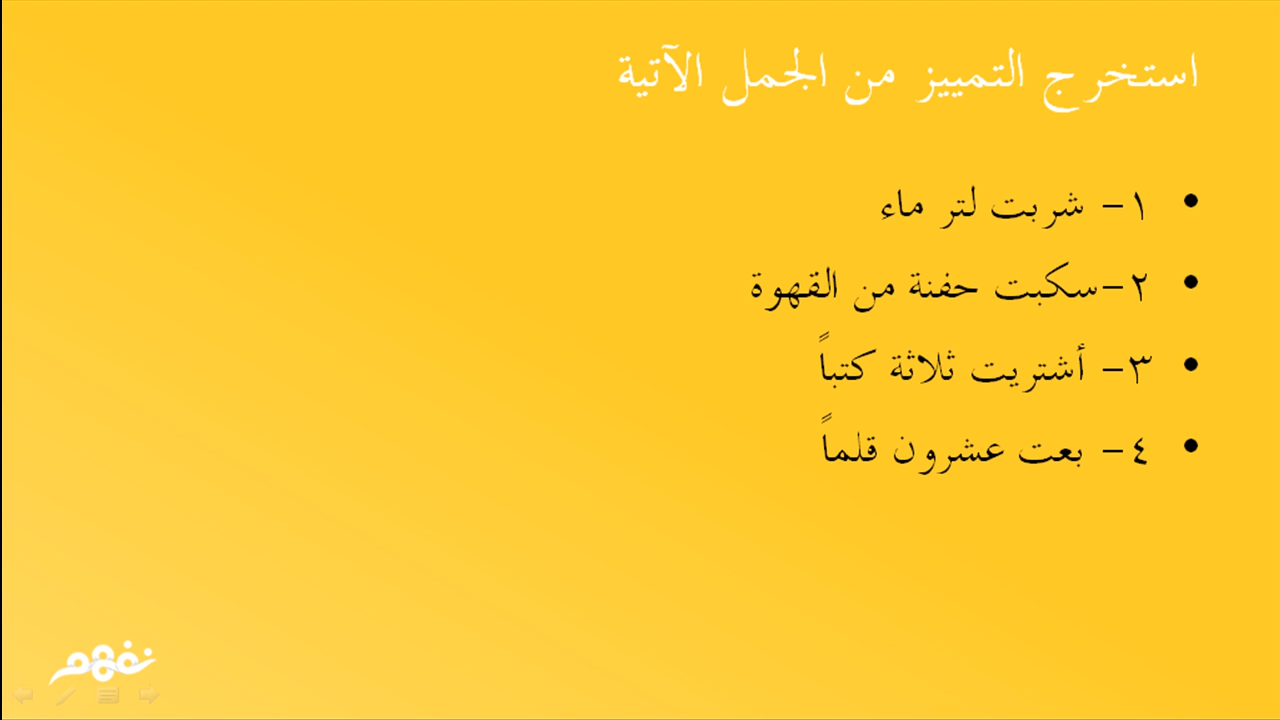 استخرج التمييز من الجمل الآتية
• ١- شربت لتر ماء
• ٢-سكبت حفنة من القهوة
• ٣- أشتريت ثلاثة كتباً
• ٤- بعت عشرون قلماً
نفهم